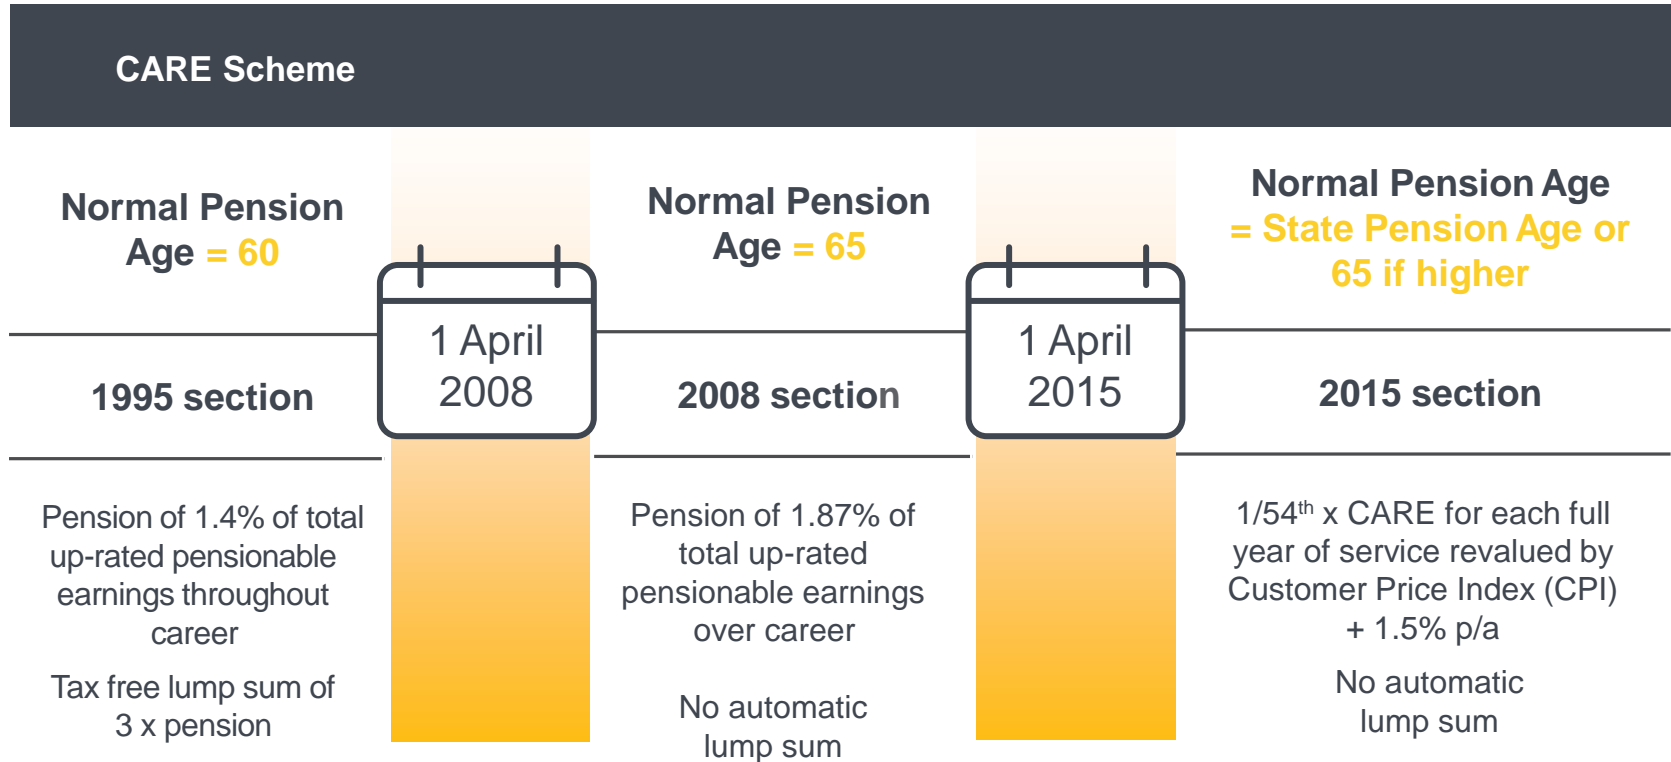 CARE Scheme
Normal Pension
Age = 60
1 April
2008
Normal Pension
Age = 65
1 April
2015
Normal Pension Age
= State Pension Age or
65 if higher
1995 section
2008 section
2015 section
Pension of 1.4% of total
up-rated pensionable
earnings throughout
career
Tax free lump sum of
3 x pension
Pension of 1.87% of
total up-rated
pensionable earnings
over career
No automatic
lump sum
1/54th x CARE for each full
year of service revalued by
Customer Price Index (CPI)
+ 1.5% p/a
No automatic
lump sum